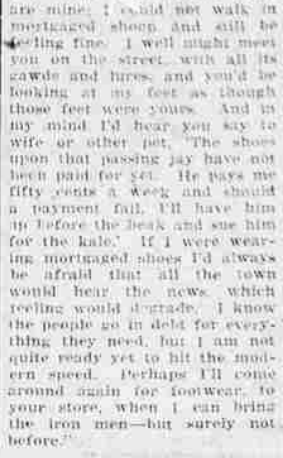 are mine; I could not walk in
mortgaged shoon and still be
feeling fine. I well might meet
you on the street, with all its
gawds and lures, and you'd be
looking at my feet as though
those feet were yours. And in
my mind I'd hear you say to
wife or other pet, 'The shoes
upon that passing jay have not
been paid for yet. He pays me
fifty cents a week and should
a payment fail, I'll have him
up before the beak and sue him
for the kale.' If I were wear-
ing mortgaged shoes I'd always
be afraid that all the town
would hear the news, which
feeling would degrade. I know
the people go in debt for every-
thing they need, but I am not
quite ready yet to hit the mod-
ern speed. Perhaps I'll come
around again for footwear, to
your store, when I can bring
the iron men—but surely not
before."